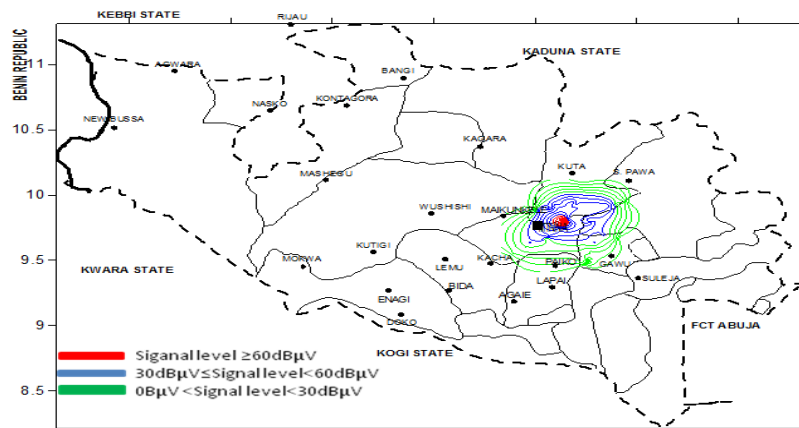 KEBBI STATE
RIJAU
KADUNA STATE
BENIN REPUBLIC
11
AGWARA
BANGI
NASKO
KONTAGORA
10.5
NEW BUSSA
KAGARA
KUTA
S. PAWA
MASHEGU
10
WUSHISHI
MAIKUNKELE
KUTIGI
9.5
MOKWA
LEMU
KACHA
PAIKO
GAWU
KWARA STATE
SULEJA
ENAGI
BIDA
AGAIE
LAPAI
DOKO
9
FCT ABUJA
KOGI STATE
Siganal level ≥60dBµV
30dBµV≤Signal level<60dBµV
0BµV <Signal level<30dBµV
8.5